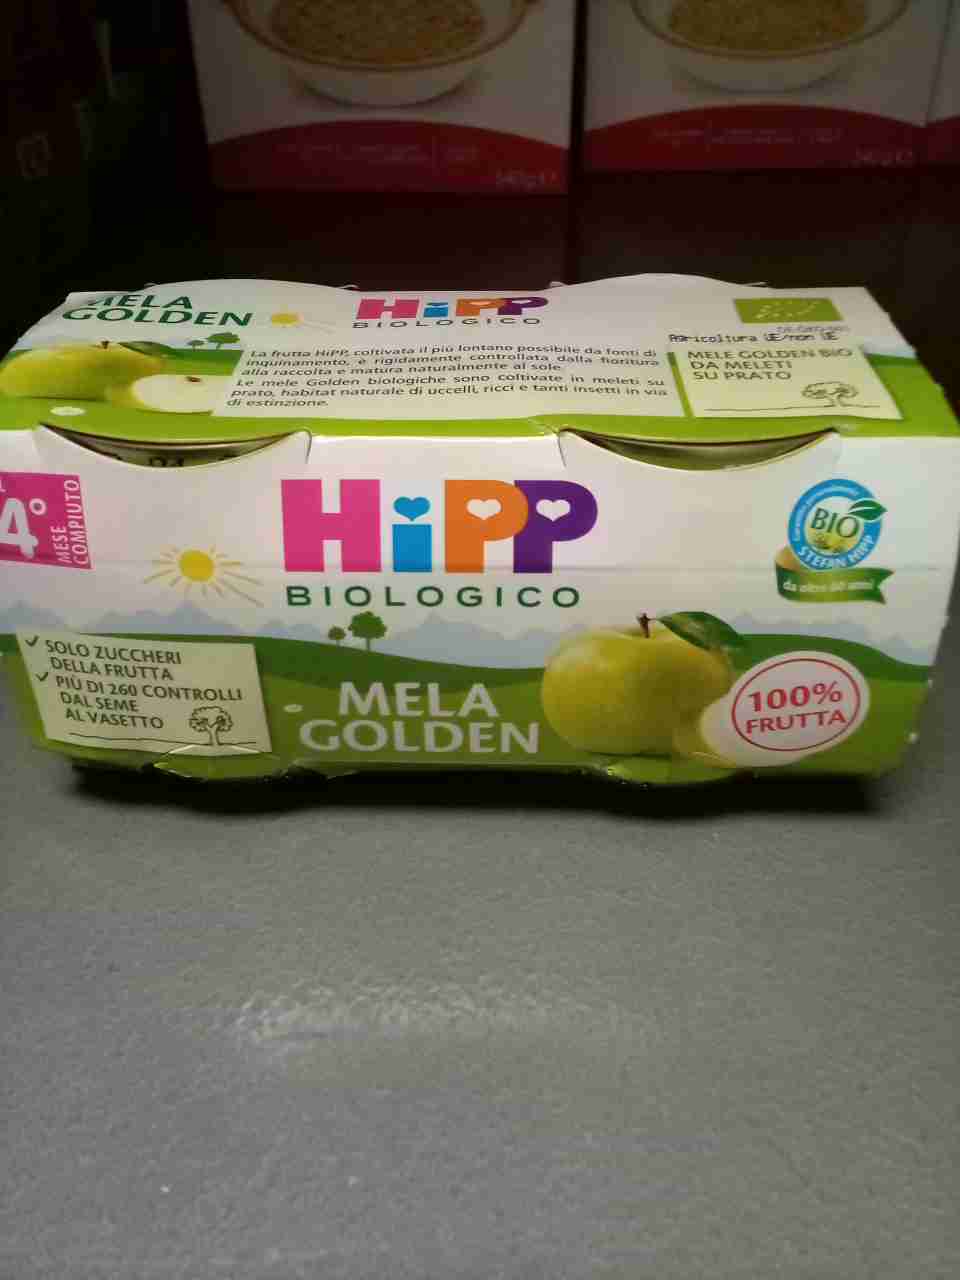 MELA
GOLDEN
HiPP
BIOLOGICO
La frutta HiPP, coltivata il più lontano possibile da fonti di
inquinamento, è rigidamente controllata dalla fioritura
alla raccolta e matura naturalmente al sole.
Le mele Golden biologiche sono coltivate in meleti su
prato, habitat naturale di uccelli, ricci e tanti insetti in via
di estinzione.
Agricoltura UE/non UE
MELE GOLDEN BIO
DA MELETI
SU PRATO
4°
MESE
COMPIUTO
HiPP
BIOLOGICO
BIO
STEFAN HIPP
da oltre 60 anni
SOLO ZUCCHERI
DELLA FRUTTA
PIÙ DI 260 CONTROLLI
DAL SEME
AL VASETTO
MELA
GOLDEN
100%
FRUTTA